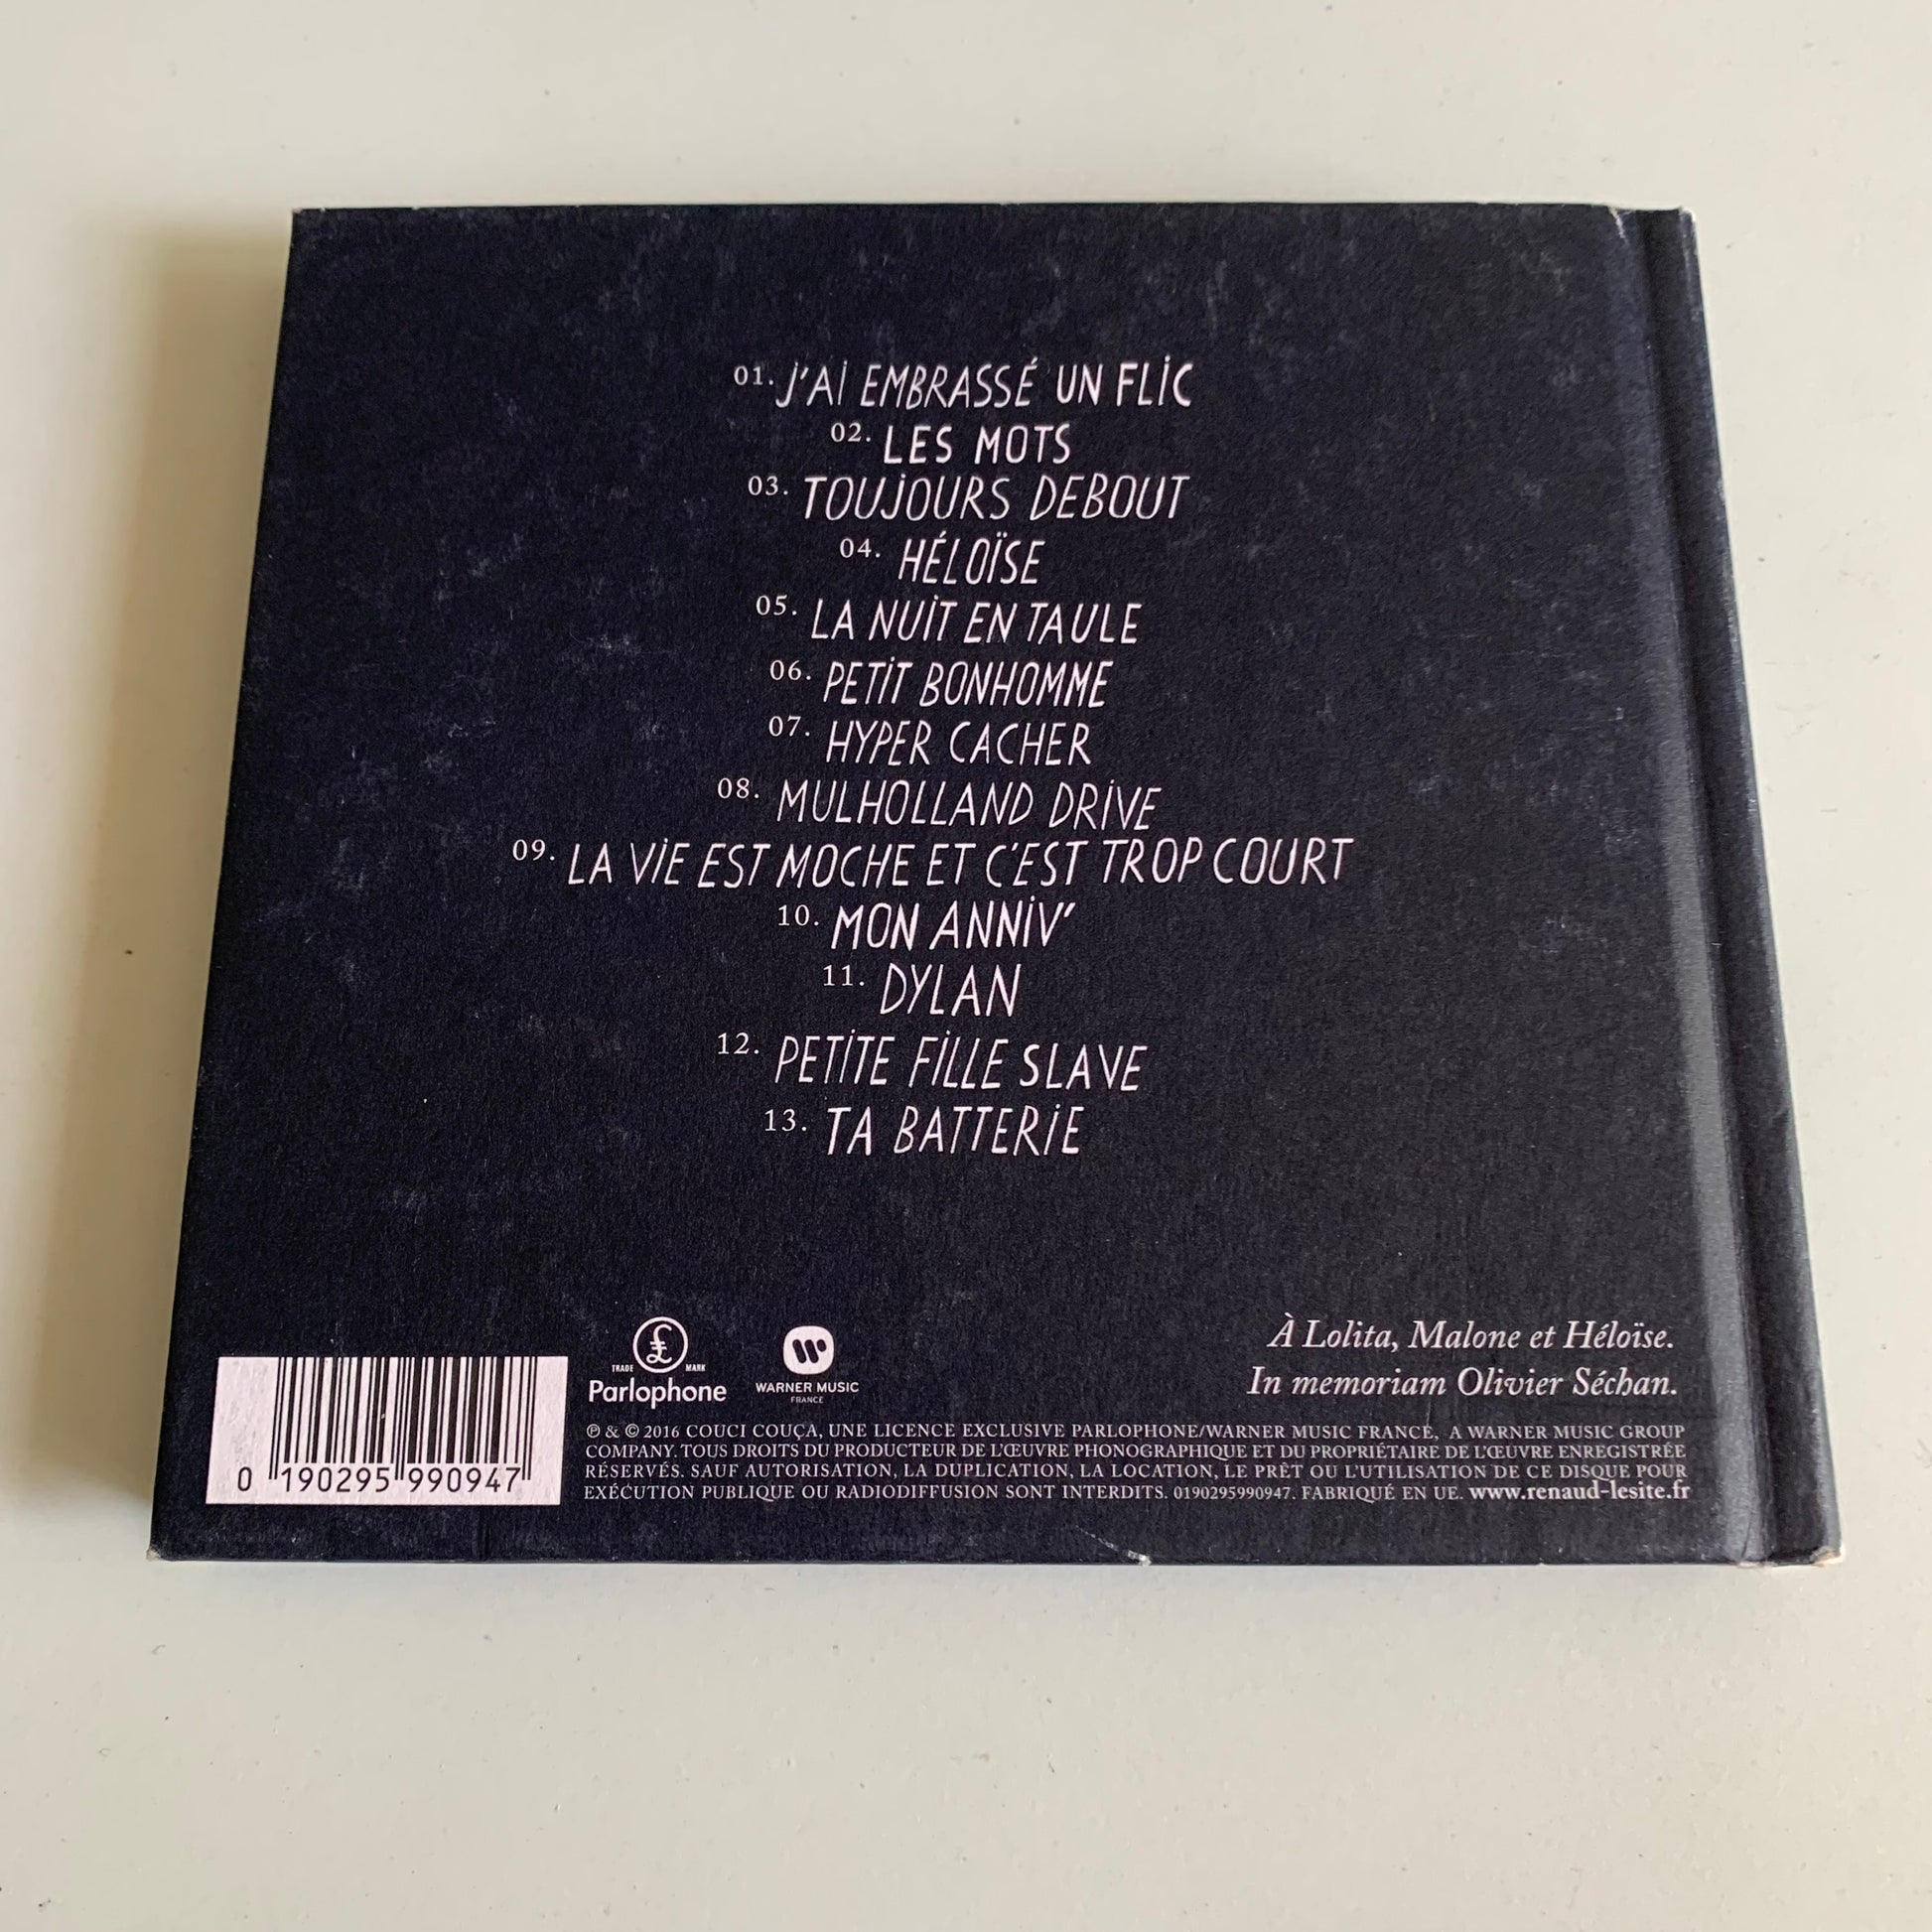 01. J'AI EMBRASSÉ UN FLIC
02. LES MOTS
03. TOUJOURS DEBOUT
04. HÉLOÏSE
05. LA NUIT EN TAULE
06. PETIT BONHOMME
07. HYPER CACHER
08. MULHOLLAND DRIVE
09. LA VIE EST MOCHE ET C'EST TROP COURT
10. MON ANNIV'
11. DYLAN
12. PETITE FILLE SLAVE
13. TA BATTERIE
À Lolita, Malone et Héloïse.
In memoriam Olivier Séchan.
0 190295 990947
£
TRADE MARK
Parlophone
WARNER MUSIC
FRANCE
℗ & © 2016 COUCI COUÇA, UNE LICENCE EXCLUSIVE PARLOPHONE/WARNER MUSIC FRANCE, A WARNER MUSIC GROUP
COMPANY. TOUS DROITS DU PRODUCTEUR DE L'ŒUVRE PHONOGRAPHIQUE ET DU PROPRIÉTAIRE DE L'ŒUVRE ENREGISTRÉE
RÉSERVÉS. SAUF AUTORISATION, LA DUPLICATION, LA LOCATION, LE PRÊT OU L'UTILISATION DE CE DISQUE POUR
EXÉCUTION PUBLIQUE OU RADIODIFFUSION SONT INTERDITS. 0190295990947. FABRIQUÉ EN UE. www.renaud-lesite.fr